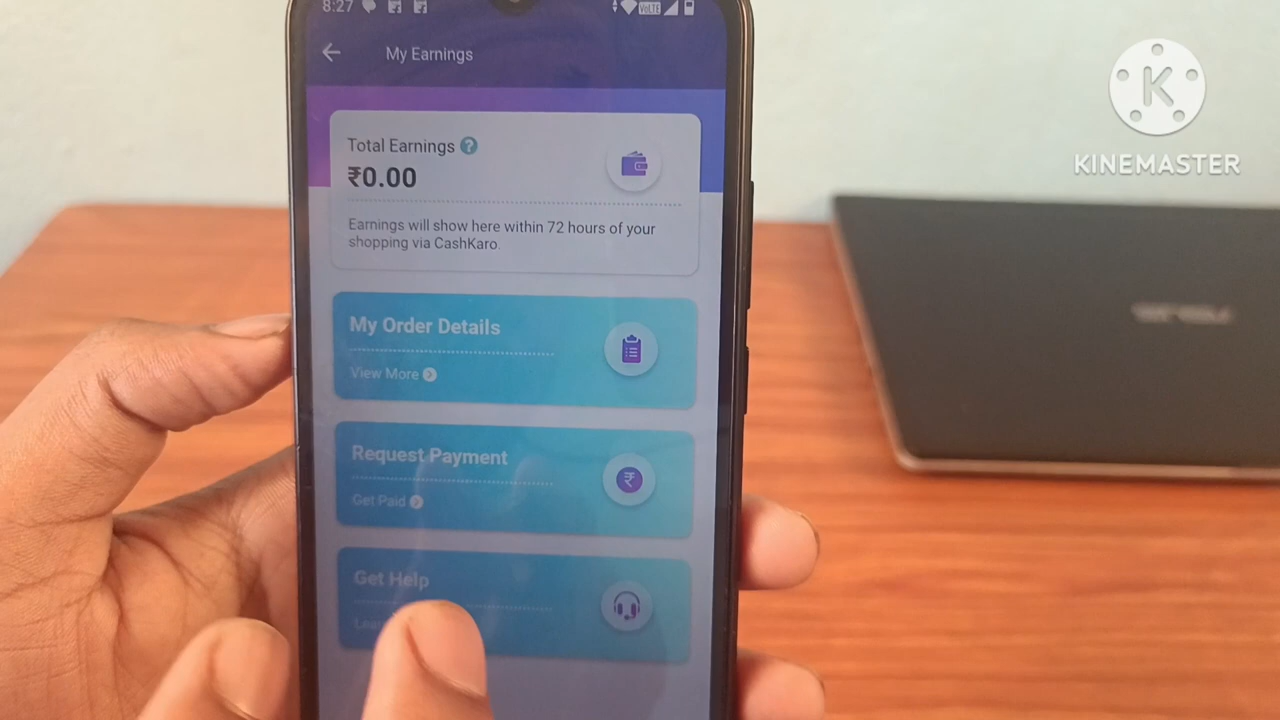 8:27
VoLTE
My Earnings
Total Earnings ?
₹0.00
Earnings will show here within 72 hours of your
shopping via CashKaro.
My Order Details
View More
Request Payment
₹
Get Paid
Get Help
K
KINEMASTER